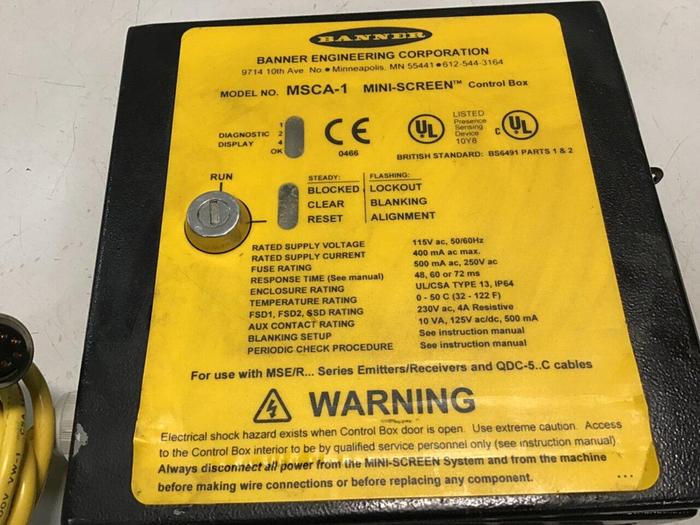 BANNER
BANNER ENGINEERING CORPORATION
9714 10th Ave. No. • Minneapolis, MN 55441 • 612-544-3164
MODEL NO. MSCA-1 MINI-SCREEN™ Control Box
DIAGNOSTIC DISPLAY
1
2
4
OK
CE
0466
UL
LISTED
Presence
Sensing
Device
10Y8
C UL
BRITISH STANDARD: BS6491 PARTS 1 & 2
RUN
STEADY: FLASHING:
BLOCKED LOCKOUT
CLEAR BLANKING
RESET ALIGNMENT
RATED SUPPLY VOLTAGE 115V ac, 50/60Hz
RATED SUPPLY CURRENT 400 mA ac max.
FUSE RATING 500 mA ac, 250V ac
RESPONSE TIME (See manual) 48, 60 or 72 ms
ENCLOSURE RATING UL/CSA TYPE 13, IP64
TEMPERATURE RATING 0 - 50 C (32 - 122 F)
FSD1, FSD2, SSD RATING 230V ac, 4A Resistive
AUX CONTACT RATING 10 VA, 125V ac/dc, 500 mA
BLANKING SETUP See instruction manual
PERIODIC CHECK PROCEDURE See instruction manual
For use with MSE/R... Series Emitters/Receivers and QDC-5..C cables
WARNING
Electrical shock hazard exists when Control Box door is open. Use extreme caution. Access
to the Control Box interior to be by qualified service personnel only (see instruction manual)
Always disconnect all power from the MINI-SCREEN System and from the machine
before making wire connections or before replacing any component. ...
VW-1